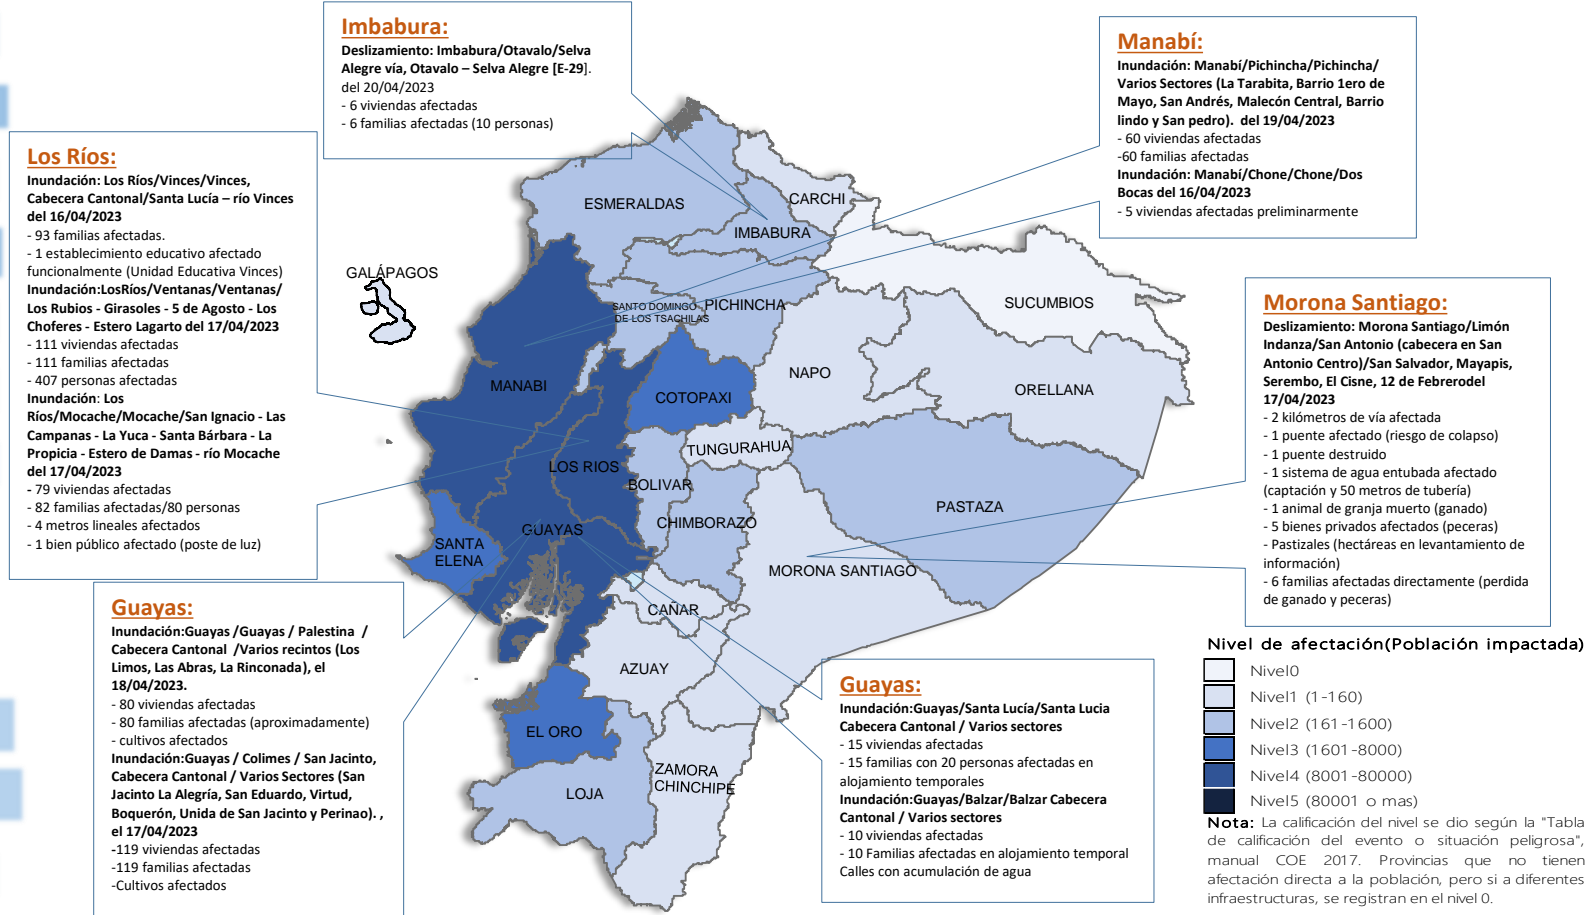 Imbabura:
Deslizamiento: Imbabura/Otavalo/Selva
Alegre vía, Otavalo – Selva Alegre [E-29].
del 20/04/2023
- 6 viviendas afectadas
- 6 familias afectadas (10 personas)
Manabí:
Inundación: Manabí/Pichincha/Pichincha/
Varios Sectores (La Tarabita, Barrio 1ero de
Mayo, San Andrés, Malecón Central, Barrio
lindo y San pedro).  del 19/04/2023
- 60 viviendas afectadas
-60 familias afectadas
Inundación: Manabí/Chone/Chone/Dos
Bocas del 16/04/2023
- 5 viviendas afectadas preliminarmente
Los Ríos:
Inundación: Los Ríos/Vinces/Vinces,
Cabecera Cantonal/Santa Lucía – río Vinces
del 16/04/2023
- 93 familias afectadas.
- 1 establecimiento educativo afectado
funcionalmente (Unidad Educativa Vinces)
Inundación:LosRíos/Ventanas/Ventanas/
Los Rubios - Girasoles - 5 de Agosto - Los
Choferes - Estero Lagarto del 17/04/2023
- 111 viviendas afectadas
- 111 familias afectadas
- 407 personas afectadas
Inundación: Los
Ríos/Mocache/Mocache/San Ignacio - Las
Campanas - La Yuca - Santa Bárbara - La
Propicia - Estero de Damas - río Mocache
del 17/04/2023
- 79 viviendas afectadas
- 82 familias afectadas/80 personas
- 4 metros lineales afectados
- 1 bien público afectado (poste de luz)
Morona Santiago:
Deslizamiento: Morona Santiago/Limón
Indanza/San Antonio (cabecera en San
Antonio Centro)/San Salvador, Mayapis,
Serembo, El Cisne, 12 de Febrerodel
17/04/2023
- 2 kilómetros de vía afectada
- 1 puente afectado (riesgo de colapso)
- 1 puente destruido
- 1 sistema de agua entubada afectado
(captación y 50 metros de tubería)
- 1 animal de granja muerto (ganado)
- 5 bienes privados afectados (peceras)
- Pastizales (hectáreas en levantamiento de
información)
- 6 familias afectadas directamente (perdida
de ganado y peceras)
GALÁPAGOS
ESMERALDAS
CARCHI
IMBABURA
SUCUMBIOS
SANTO DOMINGO
DE LOS TSACHILAS
PICHINCHA
MANABI
COTOPAXI
NAPO
ORELLANA
TUNGURAHUA
LOS RIOS
BOLIVAR
PASTAZA
GUAYAS
CHIMBORAZO
SANTA
ELENA
MORONA SANTIAGO
CAÑAR
AZUAY
EL ORO
LOJA
ZAMORA
CHINCHIPE
Guayas:
Inundación:Guayas /Guayas / Palestina  /
Cabecera Cantonal  /Varios recintos (Los
Limos, Las Abras, La Rinconada), el
18/04/2023.
- 80 viviendas afectadas
- 80 familias afectadas (aproximadamente)
- cultivos afectados
Inundación:Guayas / Colimes / San Jacinto,
Cabecera Cantonal / Varios Sectores (San
Jacinto La Alegría, San Eduardo, Virtud,
Boquerón, Unida de San Jacinto y Perinao). ,
el 17/04/2023
-119 viviendas afectadas
-119 familias afectadas
-Cultivos afectados
Guayas:
Inundación:Guayas/Santa Lucía/Santa Lucia
Cabecera Cantonal / Varios sectores
- 15 viviendas afectadas
- 15 familias con 20 personas afectadas en
alojamiento temporales
Inundación:Guayas/Balzar/Balzar Cabecera
Cantonal / Varios sectores
- 10 viviendas afectadas
- 10 Familias afectadas en alojamiento temporal
Calles con acumulación de agua
Nivel de afectación(Población impactada)
Nivel0
Nivel1 (1-160)
Nivel2 (161-1600)
Nivel3 (1601-8000)
Nivel4 (8001-80000)
Nivel5 (80001 o mas)
Nota: La calificación del nivel se dio según la "Tabla
de calificación del evento o situación peligrosa",
manual COE 2017. Provincias que no tienen
afectación directa a la población, pero si a diferentes
infraestructuras, se registran en el nivel 0.